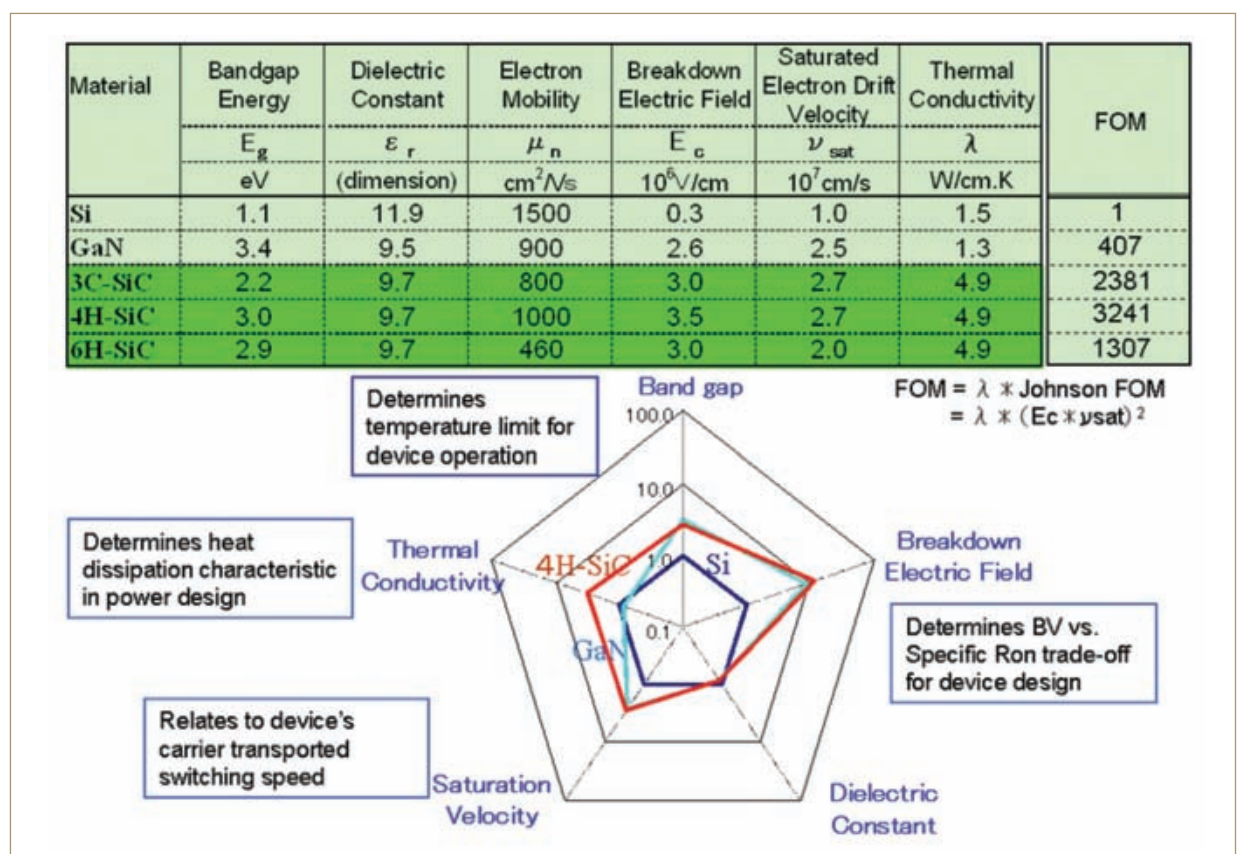 Material Bandgap Energy Dielectric Constant Electron Mobility Breakdown Electric Field Saturated Electron Drift Velocity Thermal Conductivity FOM
E_g ε_r μ_n E_c ν_sat λ
eV (dimension) cm²/Vs 10⁶V/cm 10⁷cm/s W/cm.K
Si 1.1 11.9 1500 0.3 1.0 1.5 1
GaN 3.4 9.5 900 2.6 2.5 1.3 407
3C-SiC 2.2 9.7 800 3.0 2.7 4.9 2381
4H-SiC 3.0 9.7 1000 3.5 2.7 4.9 3241
6H-SiC 2.9 9.7 460 3.0 2.0 4.9 1307
FOM = λ * Johnson FOM
= λ * (Ec*νsat)²
Determines
temperature limit for
device operation
Band gap
100.0
10.0
1.0
0.1
Determines heat
dissipation characteristic
in power design
Thermal
Conductivity
4H-SiC
Si
GaN
Breakdown
Electric Field
Determines BV vs.
Specific Ron trade-off
for device design
Relates to device's
carrier transported
switching speed
Saturation
Velocity
Dielectric
Constant